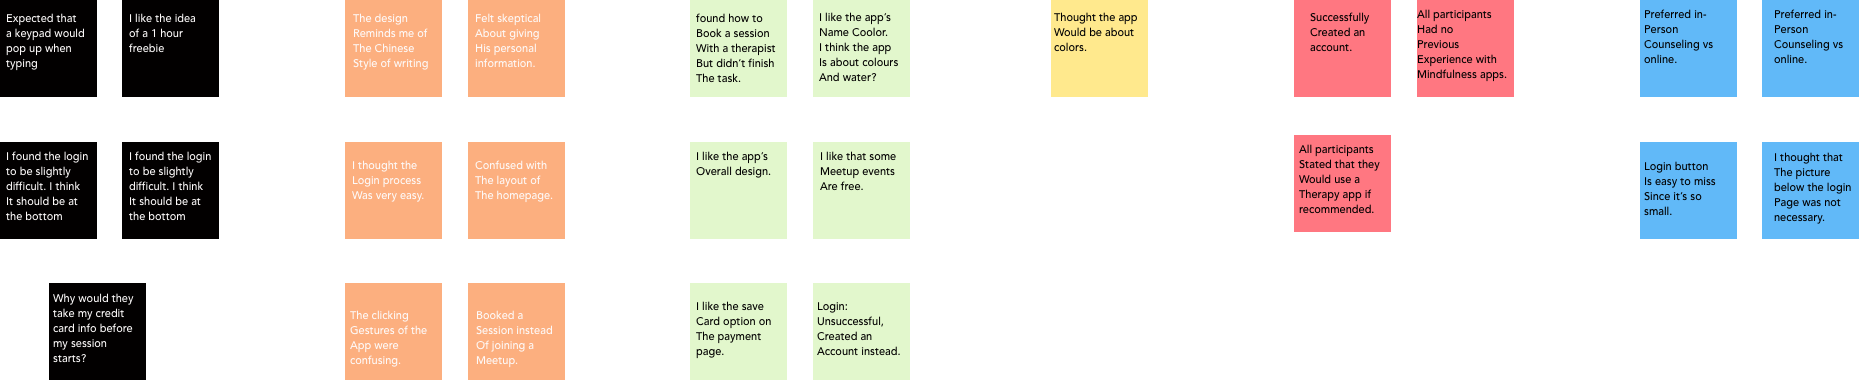 Expected that
a keypad would
pop up when
typing
I like the idea
of a 1 hour
freebie
I found the login
to be slightly
difficult. I think
It should be at
the bottom
I found the login
to be slightly
difficult. I think
It should be at
the bottom
Why would they
take my credit
card info before
my session
starts?
The design
Reminds me of
The Chinese
Style of writing
Felt skeptical
About giving
His personal
Information.
I thought the
Login process
Was very easy.
Confused with
The layout of
The homepage.
The clicking
Gestures of the
App were
confusing.
Booked a
Session instead
Of joining a
Meetup.
found how to
Book a session
With a therapist
But didn't finish
The task.
I like the app's
Name Coolor.
I think the app
Is about colours
And water?
I like the app's
Overall design.
I like that some
Meetup events
Are free.
I like the save
Card option on
The payment
page.
Login:
Unsuccessful,
Created an
Account instead.
Thought the app
Would be about
colors.
Successfully
Created an
account.
All participants
Had no
Previous
Experience with
Mindfulness apps.
All participants
Stated that they
Would use a
Therapy app if
recommended.
Preferred in-
Person
Counseling vs
online.
Preferred in-
Person
Counseling vs
online.
Login button
Is easy to miss
Since it's so
small.
I thought that
The picture
below the login
Page was not
necessary.